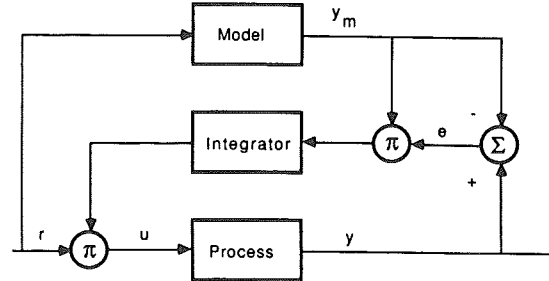 Model
y_m
-
Integrator
π
e
Σ
+
r
π
u
Process
y